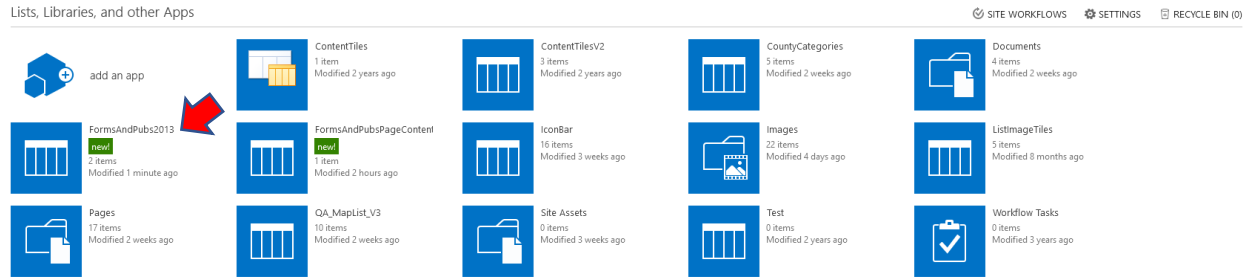 Lists, Libraries, and other Apps
SITE WORKFLOWS SETTINGS RECYCLE BIN (0)
add an app
ContentTiles
1 item
Modified 2 years ago
ContentTilesV2
3 items
Modified 2 years ago
CountyCategories
5 items
Modified 2 weeks ago
Documents
4 items
Modified 2 weeks ago
FormsAndPubs2013
new!
2 items
Modified 1 minute ago
FormsAndPubsPageContent
new!
1 item
Modified 2 hours ago
IconBar
16 items
Modified 3 weeks ago
Images
22 items
Modified 4 days ago
ListImageTiles
5 items
Modified 8 months ago
Pages
17 items
Modified 2 weeks ago
QA_MapList_V3
10 items
Modified 2 weeks ago
Site Assets
0 items
Modified 3 weeks ago
Test
0 items
Modified 2 years ago
Workflow Tasks
0 items
Modified 3 years ago